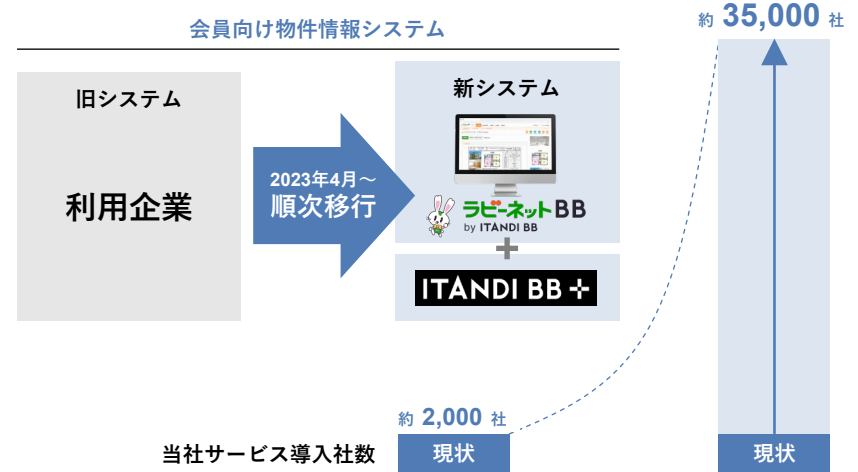 会員向け物件情報システム
旧システム
利用企業
2023年4月～
順次移行
新システム
ラビーネットBB
by ITANDI BB
+
ITANDI BB +
約 2,000 社
当社サービス導入社数
現状
約 35,000 社
現状